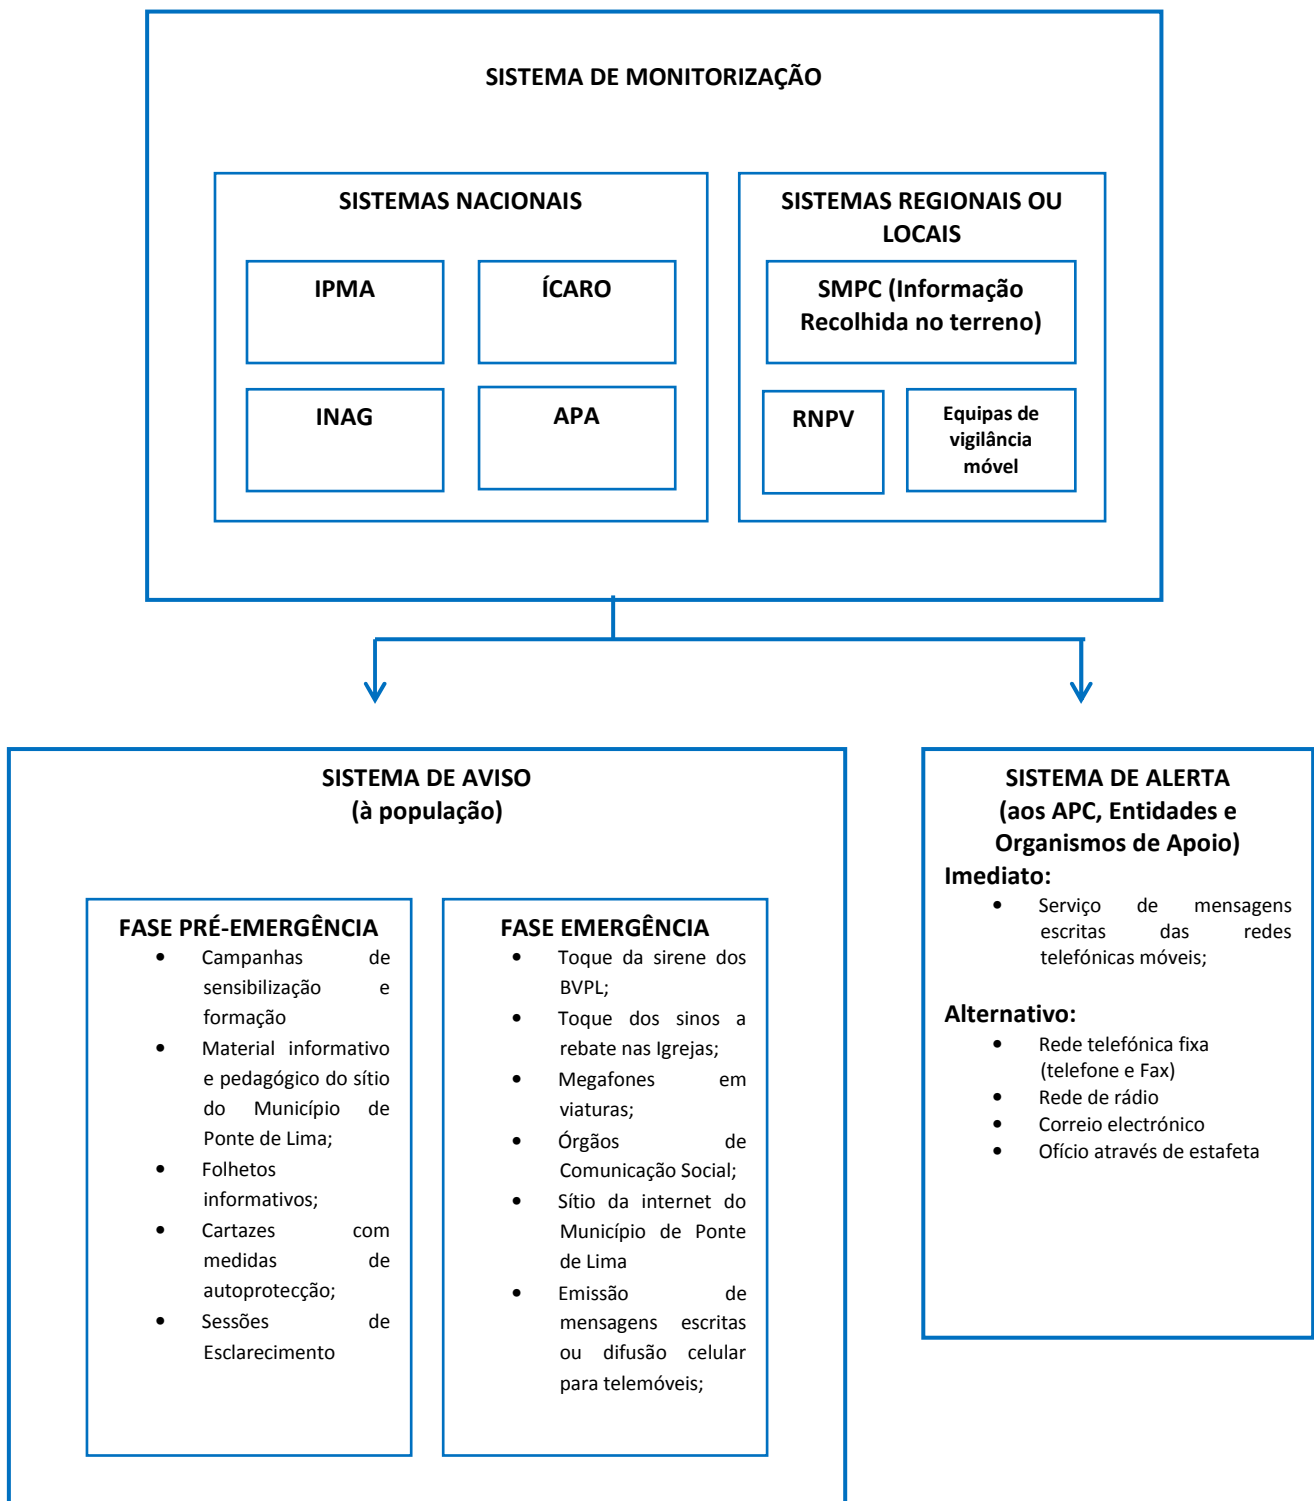 SISTEMA DE MONITORIZAÇÃO
SISTEMAS NACIONAIS
IPMA
ÍCARO
INAG
APA
SISTEMAS REGIONAIS OU
LOCAIS
SMPC (Informação
Recolhida no terreno)
RNPV
Equipas de
vigilância
móvel
SISTEMA DE AVISO
(à população)
FASE PRÉ-EMERGÊNCIA
• Campanhas de
sensibilização e
formação
• Material informativo
e pedagógico do sítio
do Município de
Ponte de Lima;
• Folhetos
informativos;
• Cartazes com
medidas de
autoprotecção;
• Sessões de
Esclarecimento
FASE EMERGÊNCIA
• Toque da sirene dos
BVPL;
• Toque dos sinos a
rebate nas Igrejas;
• Megafones em
viaturas;
• Órgãos de
Comunicação Social;
• Sítio da internet do
Município de Ponte
de Lima
• Emissão de
mensagens escritas
ou difusão celular
para telemóveis;
SISTEMA DE ALERTA
(aos APC, Entidades e
Organismos de Apoio)
Imediato:
• Serviço de mensagens
escritas das redes
telefónicas móveis;
Alternativo:
• Rede telefónica fixa
(telefone e Fax)
• Rede de rádio
• Correio electrónico
• Ofício através de estafeta